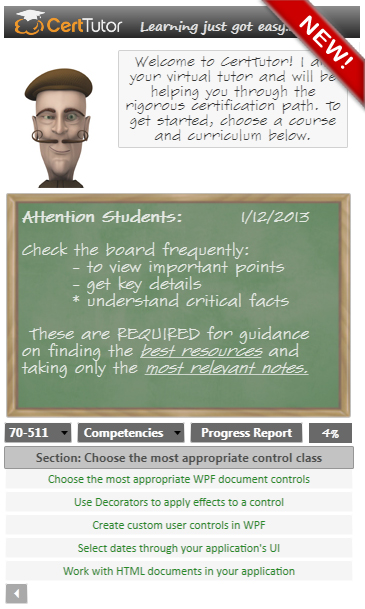 CertTutor Learning just got easy...
NEW!
Welcome to CertTutor! I a
your virtual tutor and will be
helping you through the
rigorous certification path. To
get started, choose a course
and curriculum below.
Attention Students: 1/12/2013
Check the board frequently:
- to view important points
- get key details
* understand critical facts
These are REQUIRED for guidance
on finding the best resources and
taking only the most relevant notes.
70-511 Competencies Progress Report 4%
Section: Choose the most appropriate control class
Choose the most appropriate WPF document controls
Use Decorators to apply effects to a control
Create custom user controls in WPF
Select dates through your application's UI
Work with HTML documents in your application